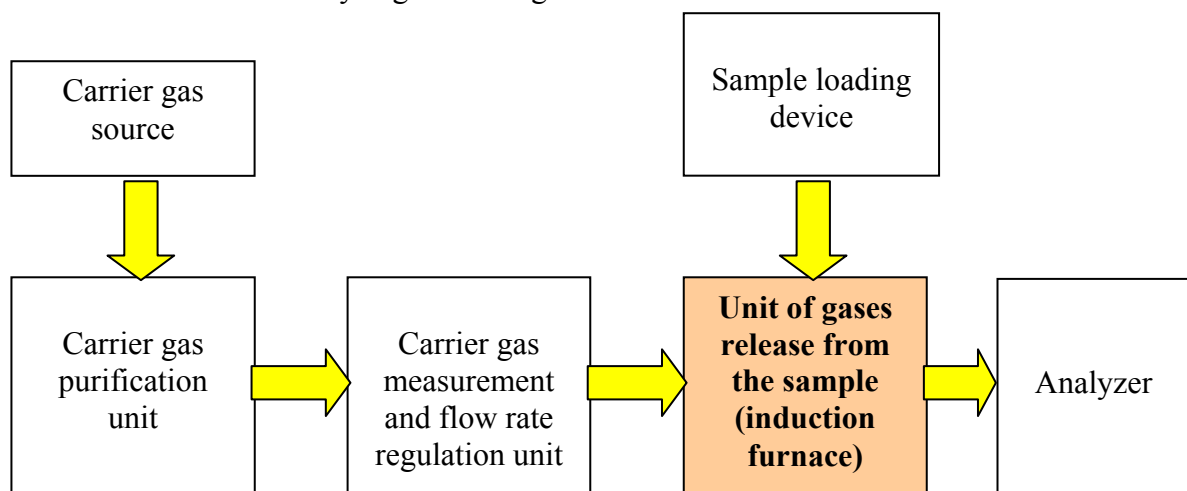 Carrier gas
source
Sample loading
device
Carrier gas
purification
unit
Carrier gas
measurement
and flow rate
regulation unit
Unit of gases
release from
the sample
(induction
furnace)
Analyzer